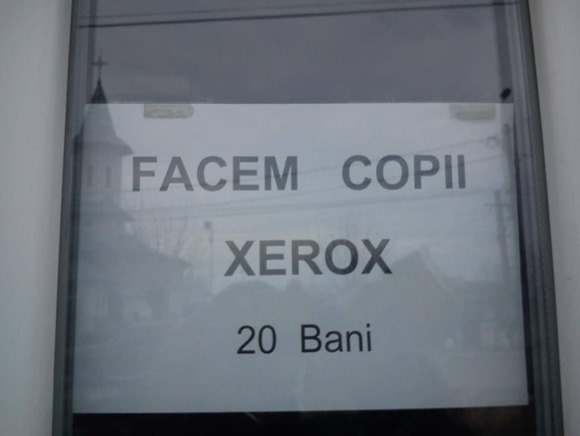 FACEM COPII
XEROX
20 Bani